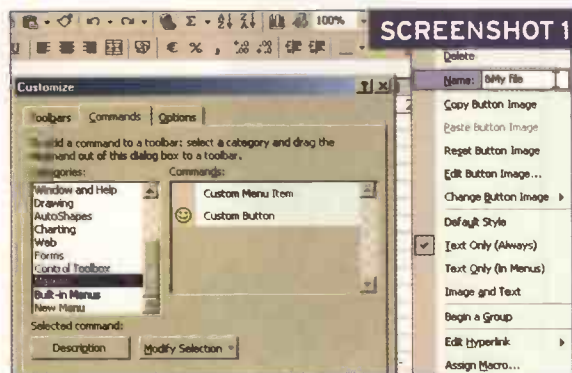 SCREENSHOT 1
100%
Customize
Toolbars Commands Options
add a command to a toolbar: select a category and drag the
out of this dialog box to a toolbar.
Commands:
Window and Help
Drawing
AutoShapes
Charting
Web
Forms
Control Toolbox
Built-in Menus
New Menu
Custom Menu Item
Custom Button
Selected command:
Description
Modify Selection
Delete
Name: &My File
Copy Button Image
Paste Button Image
Reset Button Image
Edit Button Image...
Change Button Image
Default Style
Text Only (Always)
Text Only (In Menus)
Image and Text
Begin a Group
Edit Hyperlink
Assign Macro...